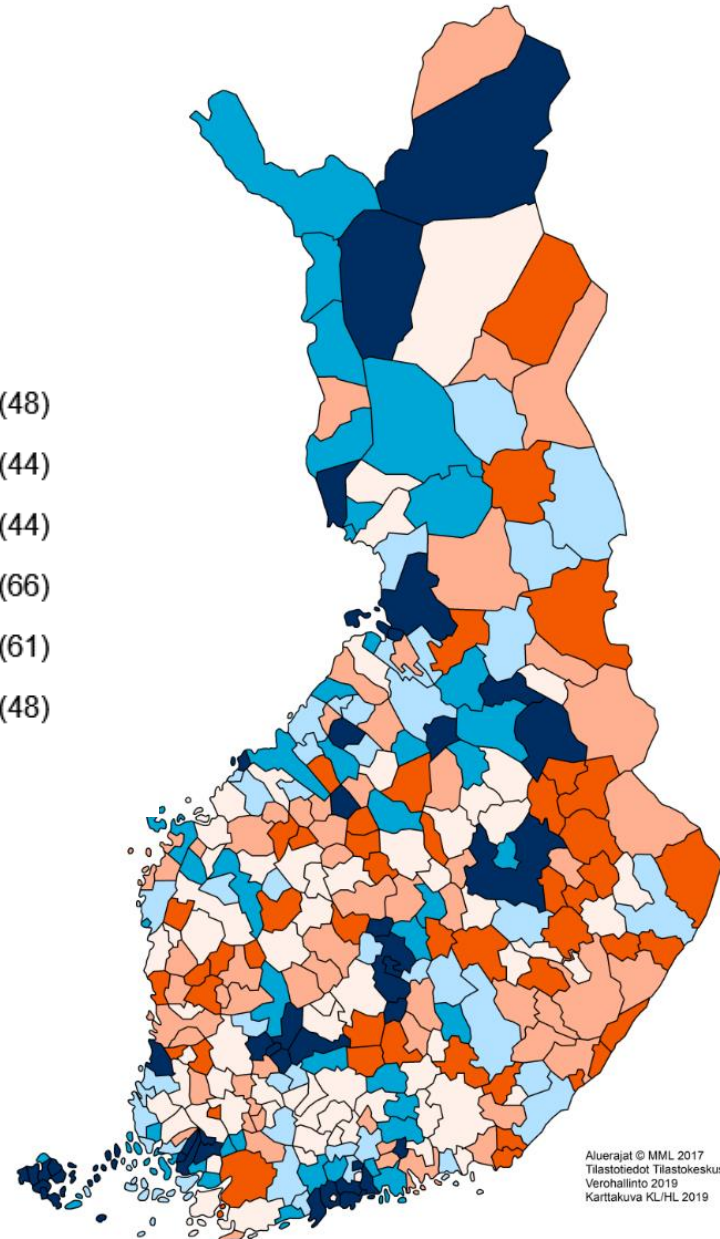 (48)
(44)
(44)
(66)
(61)
(48)
Aluerajat © MML 2017
Tilastotiedot Tilastokeskus
Verohallinto 2019
Karttakuva KL/HL 2019